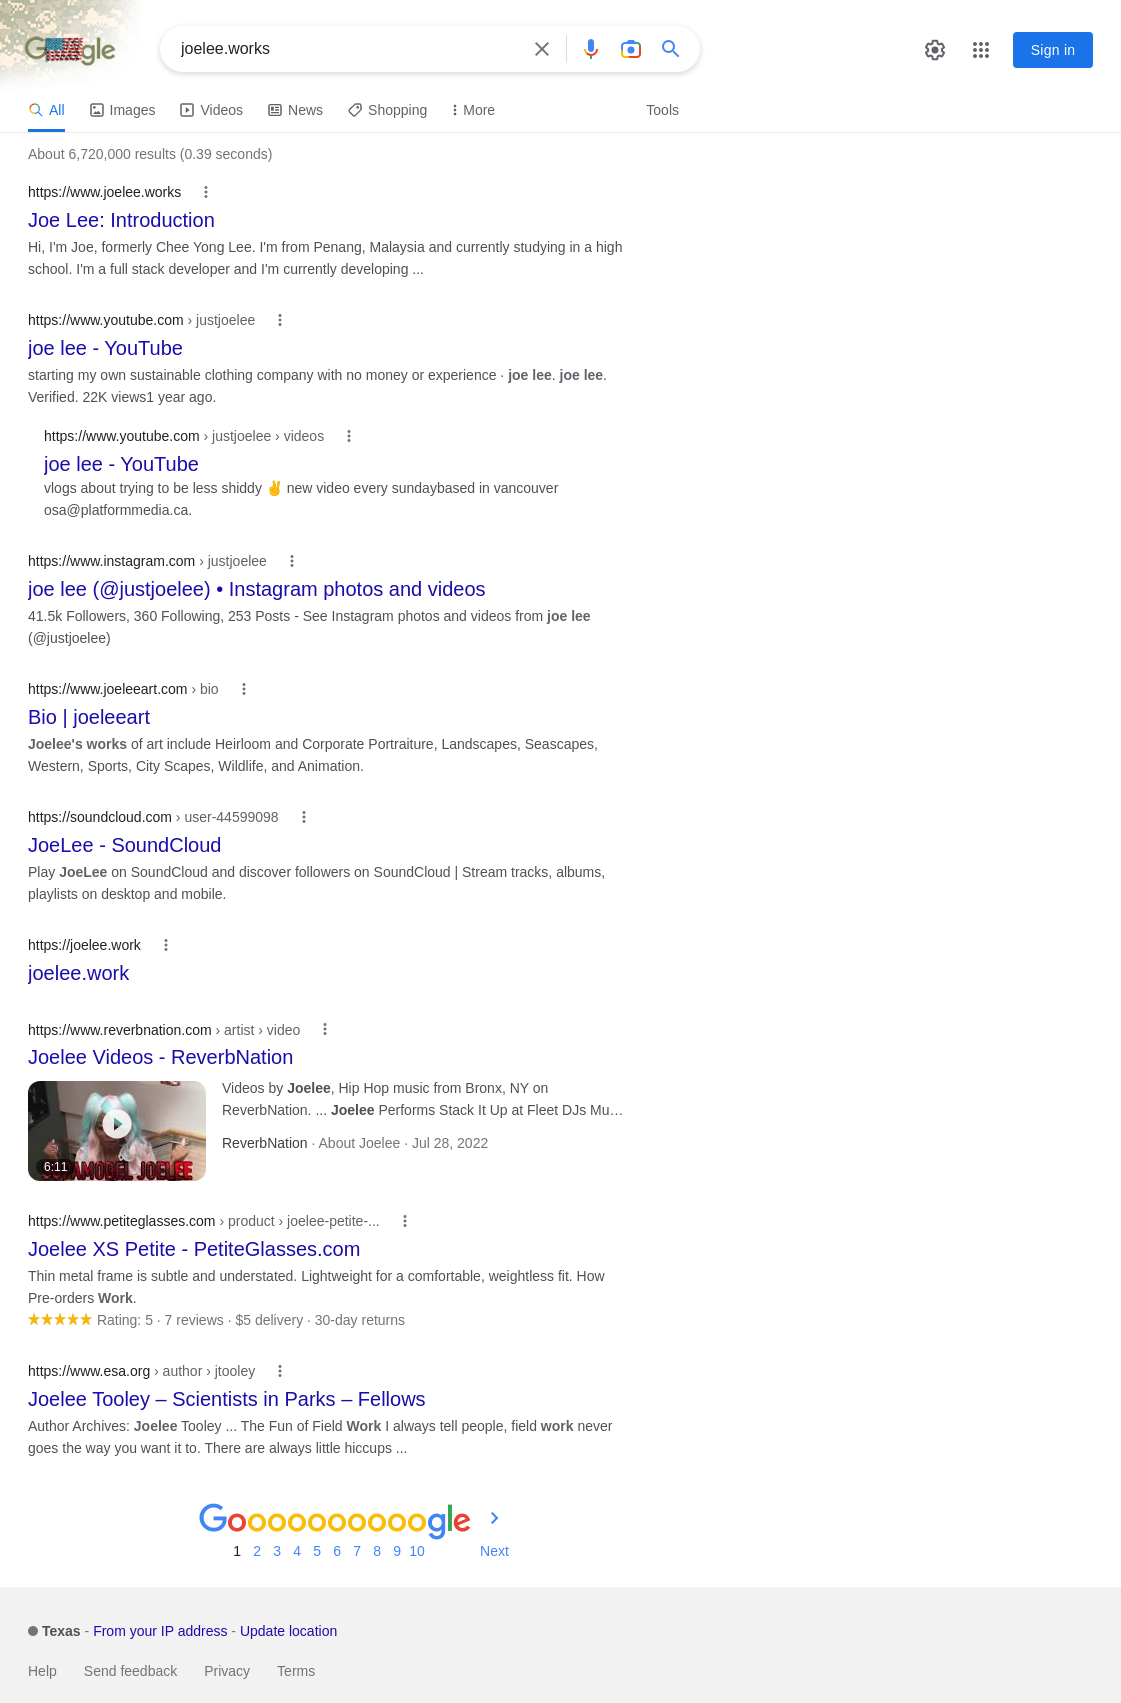 Google
joelee.works
Sign in
All
Images
Videos
News
Shopping
More
Tools
About 6,720,000 results (0.39 seconds)
https://www.joelee.works
Joe Lee: Introduction
Hi, I'm Joe, formerly Chee Yong Lee. I'm from Penang, Malaysia and currently studying in a high
school. I'm a full stack developer and I'm currently developing ...
https://www.youtube.com › justjoelee
joe lee - YouTube
starting my own sustainable clothing company with no money or experience · joe lee. joe lee.
Verified. 22K views1 year ago.
https://www.youtube.com › justjoelee › videos
joe lee - YouTube
vlogs about trying to be less shiddy ✌️ new video every sundaybased in vancouver
osa@platformmedia.ca.
https://www.instagram.com › justjoelee
joe lee (@justjoelee) • Instagram photos and videos
41.5k Followers, 360 Following, 253 Posts - See Instagram photos and videos from joe lee
(@justjoelee)
https://www.joeleeart.com › bio
Bio | joeleeart
Joelee's works of art include Heirloom and Corporate Portraiture, Landscapes, Seascapes,
Western, Sports, City Scapes, Wildlife, and Animation.
https://soundcloud.com › user-44599098
JoeLee - SoundCloud
Play JoeLee on SoundCloud and discover followers on SoundCloud | Stream tracks, albums,
playlists on desktop and mobile.
https://joelee.work
joelee.work
https://www.reverbnation.com › artist › video
Joelee Videos - ReverbNation
Videos by Joelee, Hip Hop music from Bronx, NY on
ReverbNation. ... Joelee Performs Stack It Up at Fleet DJs Mu…
ReverbNation · About Joelee · Jul 28, 2022
6:11
JOELEE
https://www.petiteglasses.com › product › joelee-petite-...
Joelee XS Petite - PetiteGlasses.com
Thin metal frame is subtle and understated. Lightweight for a comfortable, weightless fit. How
Pre-orders Work.
Rating: 5 · 7 reviews · $5 delivery · 30-day returns
https://www.esa.org › author › jtooley
Joelee Tooley – Scientists in Parks – Fellows
Author Archives: Joelee Tooley ... The Fun of Field Work I always tell people, field work never
goes the way you want it to. There are always little hiccups ...
Goooooooooogle
1 2 3 4 5 6 7 8 9 10 Next
Texas - From your IP address - Update location
Help Send feedback Privacy Terms